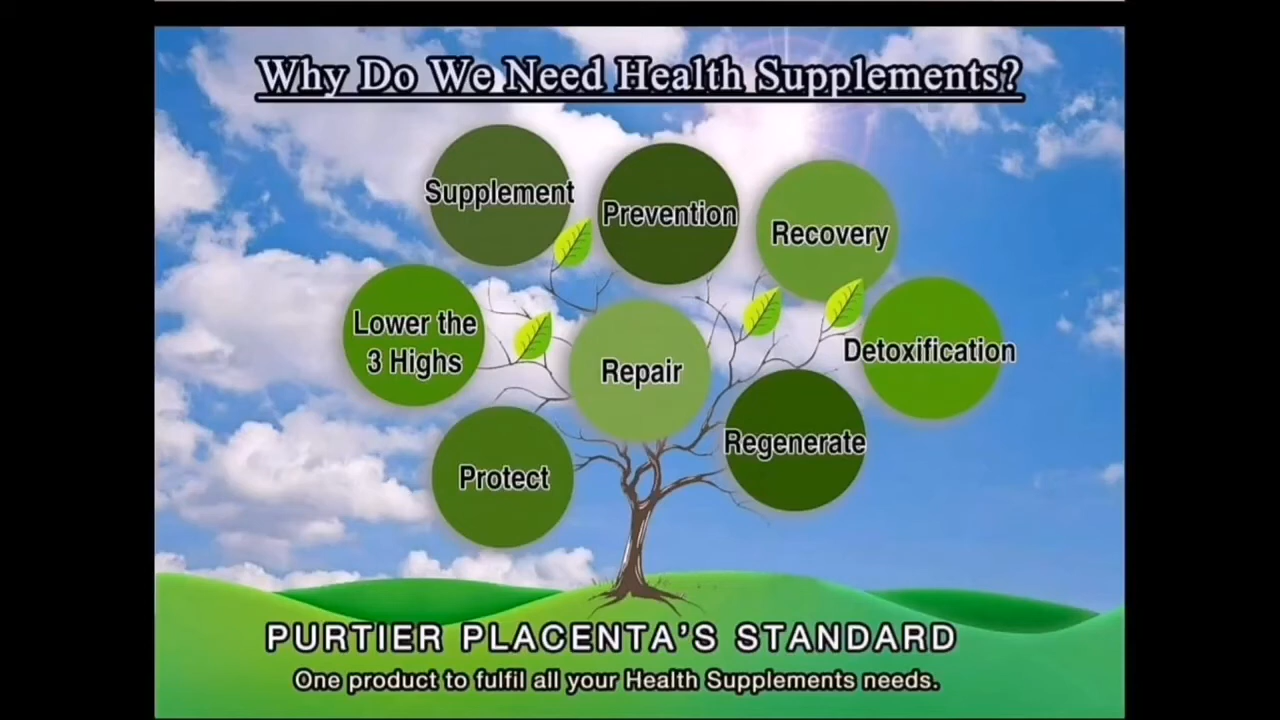 Why Do We Need Health Supplements?
Supplement
Prevention
Recovery
Lower the
3 Highs
Repair
Detoxification
Protect
Regenerate
PURTIER PLACENTA'S STANDARD
One product to fulfil all your Health Supplements needs.